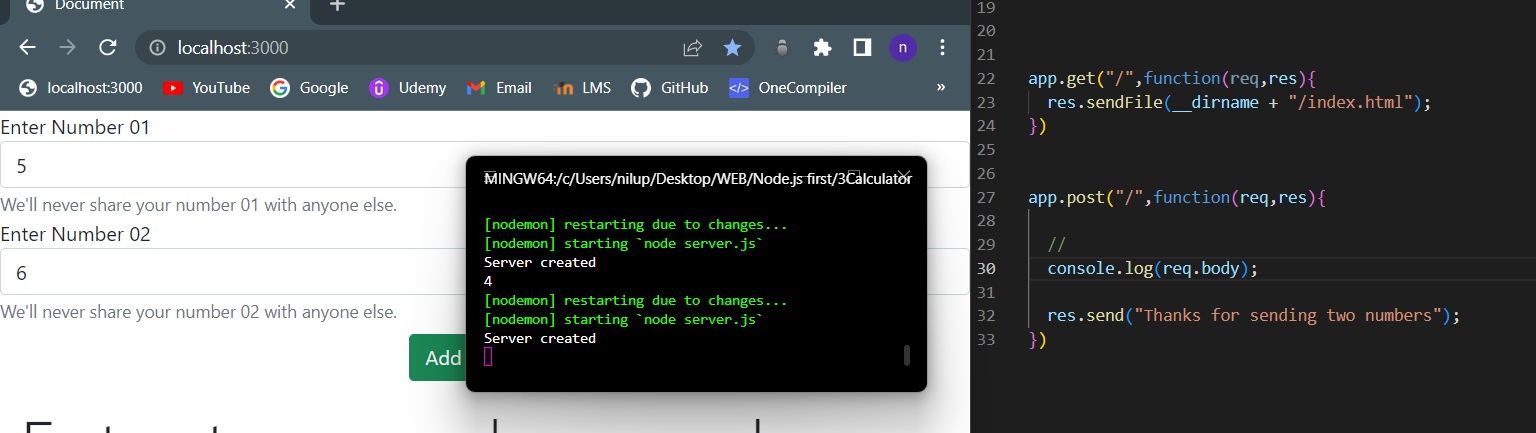 Document
localhost:3000
n
localhost:3000 YouTube Google Udemy Email LMS GitHub OneCompiler »
Enter Number 01
5
We'll never share your number 01 with anyone else.
Enter Number 02
6
We'll never share your number 02 with anyone else.
Add
MINGW64:/c/Users/nilup/Desktop/WEB/Node.js first/3Calculator
[nodemon] restarting due to changes...
[nodemon] starting `node server.js`
Server created
4
[nodemon] restarting due to changes...
[nodemon] starting `node server.js`
Server created
19
20
21
22 app.get("/",function(req,res){
23 res.sendFile(__dirname + "/index.html");
24 })
25
26
27 app.post("/",function(req,res){
28
29 //
30 console.log(req.body);
31
32 res.send("Thanks for sending two numbers");
33 })